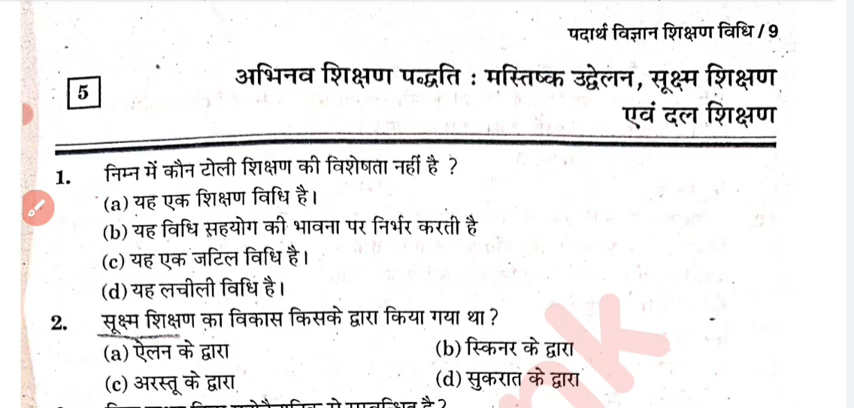 पदार्थ विज्ञान शिक्षण विधि / 9
5
अभिनव शिक्षण पद्धति : मस्तिष्क उद्वेलन, सूक्ष्म शिक्षण
एवं दल शिक्षण
1. निम्न में कौन टोली शिक्षण की विशेषता नहीं है ?
(a) यह एक शिक्षण विधि है।
(b) यह विधि सहयोग की भावना पर निर्भर करती है
(c) यह एक जटिल विधि है।
(d) यह लचीली विधि है।
2. सूक्ष्म शिक्षण का विकास किसके द्वारा किया गया था ?
(a) ऐलन के द्वारा (b) स्किनर के द्वारा
(c) अरस्तू के द्वारा (d) सुकरात के द्वारा